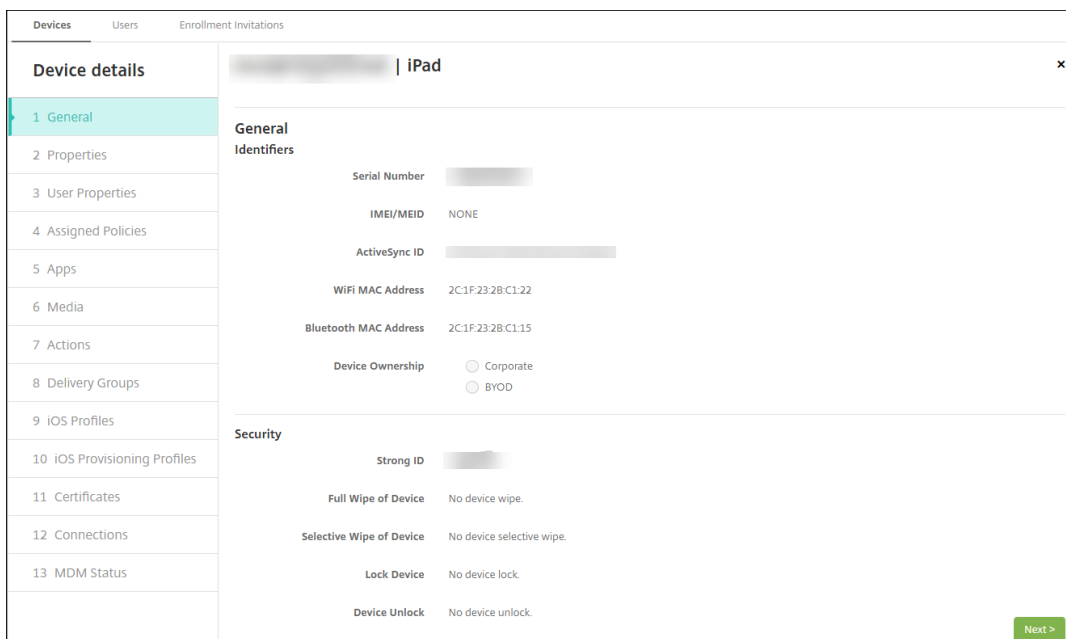 Devices Users Enrollment Invitations
Device details
| iPad
×
1 General
2 Properties
3 User Properties
4 Assigned Policies
5 Apps
6 Media
7 Actions
8 Delivery Groups
9 iOS Profiles
10 iOS Provisioning Profiles
11 Certificates
12 Connections
13 MDM Status
General
Identifiers
Serial Number
IMEI/MEID NONE
ActiveSync ID
WiFi MAC Address 2C:1F:23:2B:C1:22
Bluetooth MAC Address 2C:1F:23:2B:C1:15
Device Ownership Corporate
BYOD
Security
Strong ID
Full Wipe of Device No device wipe.
Selective Wipe of Device No device selective wipe.
Lock Device No device lock.
Device Unlock No device unlock.
Next >